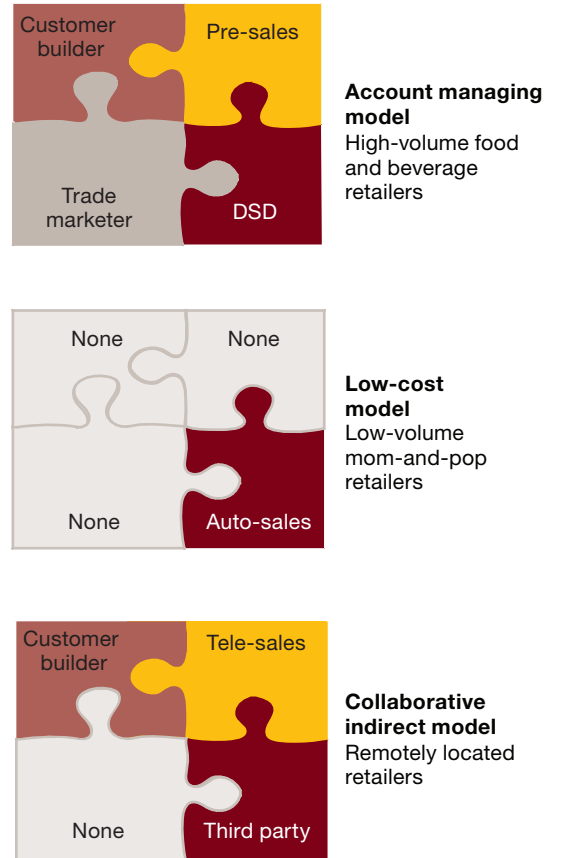 Customer
builder
Pre-sales
Trade
marketer
DSD
Account managing
model
High-volume food
and beverage
retailers
None
None
None
Auto-sales
Low-cost
model
Low-volume
mom-and-pop
retailers
Customer
builder
Tele-sales
None
Third party
Collaborative
indirect model
Remotely located
retailers